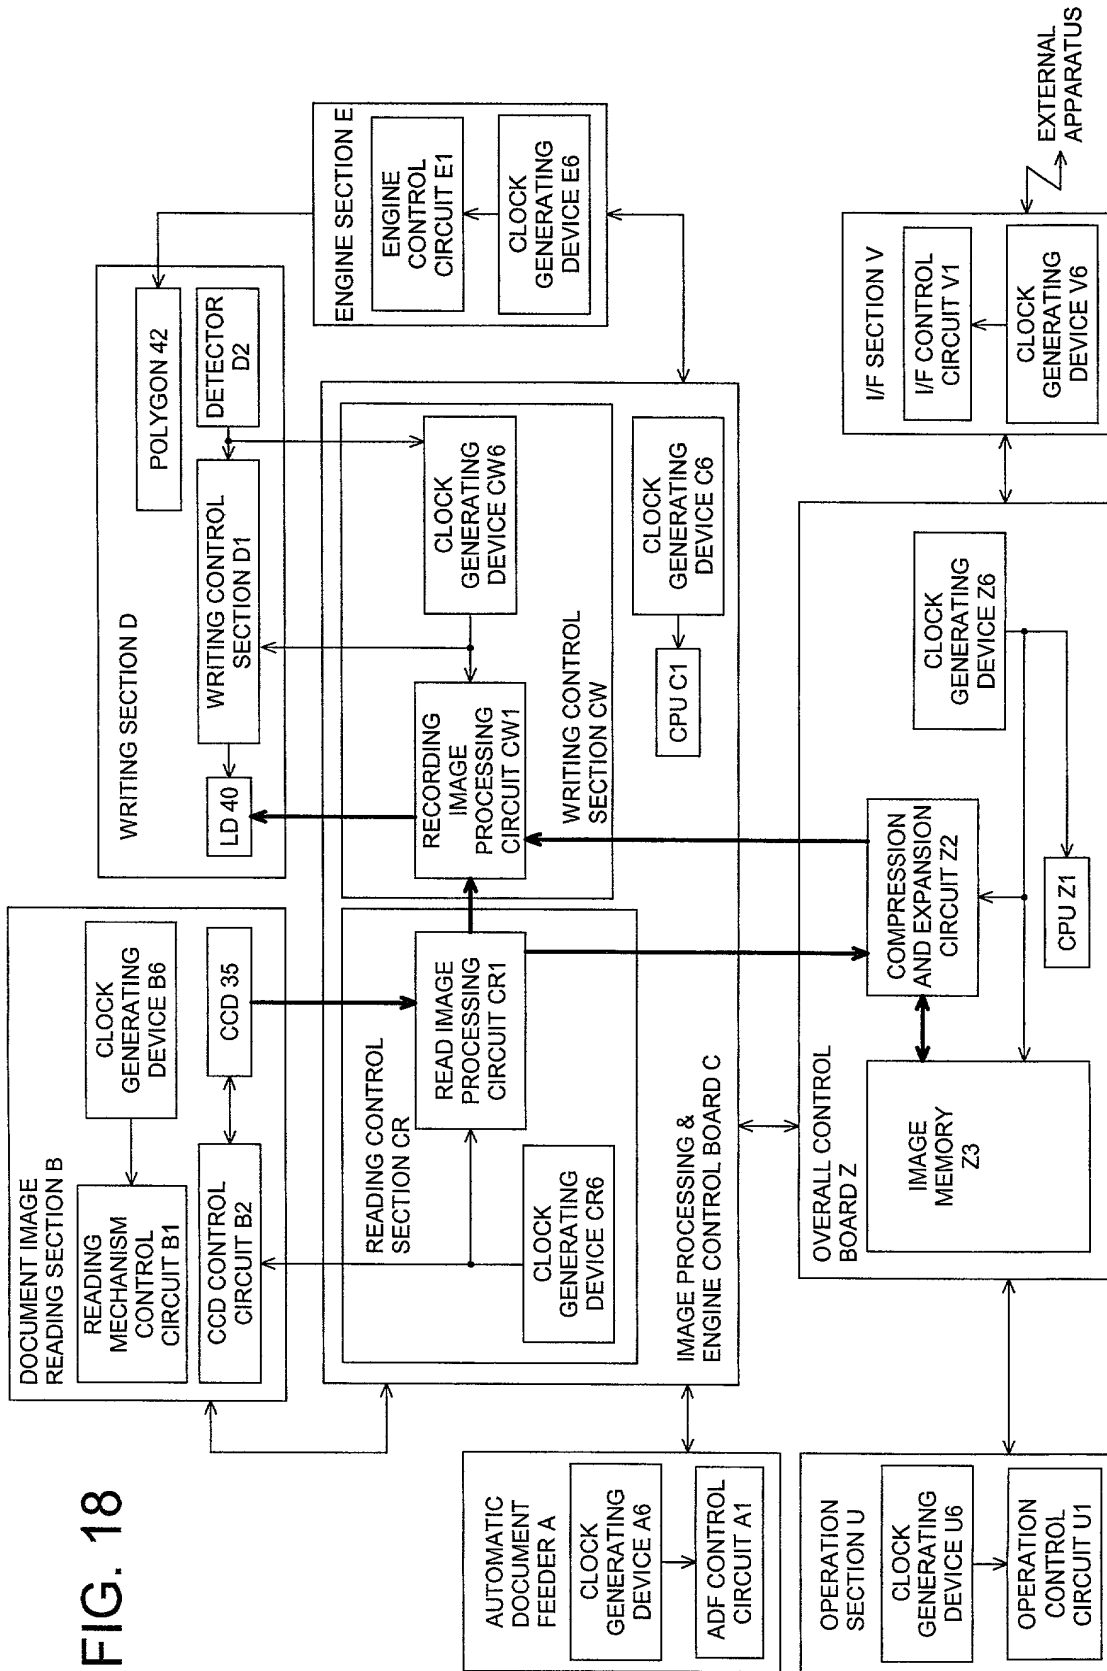 FIG. 18
DOCUMENT IMAGE
READING SECTION B
READING
MECHANISM
CONTROL
CIRCUIT B1
CLOCK
GENERATING
DEVICE B6
CCD CONTROL
CIRCUIT B2
CCD 35
WRITING SECTION D
LD 40
WRITING CONTROL
SECTION D1
POLYGON 42
DETECTOR
D2
ENGINE SECTION E
ENGINE
CONTROL
CIRCUIT E1
CLOCK
GENERATING
DEVICE E6
READING CONTROL
SECTION CR
READ IMAGE
PROCESSING
CIRCUIT CR1
CLOCK
GENERATING
DEVICE CR6
RECORDING
IMAGE
PROCESSING
CIRCUIT CW1
CLOCK
GENERATING
DEVICE CW6
WRITING CONTROL
SECTION CW
IMAGE PROCESSING &
ENGINE CONTROL BOARD C
CPU C1
CLOCK
GENERATING
DEVICE C6
AUTOMATIC
DOCUMENT
FEEDER A
CLOCK
GENERATING
DEVICE A6
ADF CONTROL
CIRCUIT A1
OPERATION
SECTION U
CLOCK
GENERATING
DEVICE U6
OPERATION
CONTROL
CIRCUIT U1
OVERALL CONTROL
BOARD Z
IMAGE
MEMORY
Z3
COMPRESSION
AND EXPANSION
CIRCUIT Z2
CLOCK
GENERATING
DEVICE Z6
CPU Z1
I/F SECTION V
I/F CONTROL
CIRCUIT V1
CLOCK
GENERATING
DEVICE V6
EXTERNAL
APPARATUS